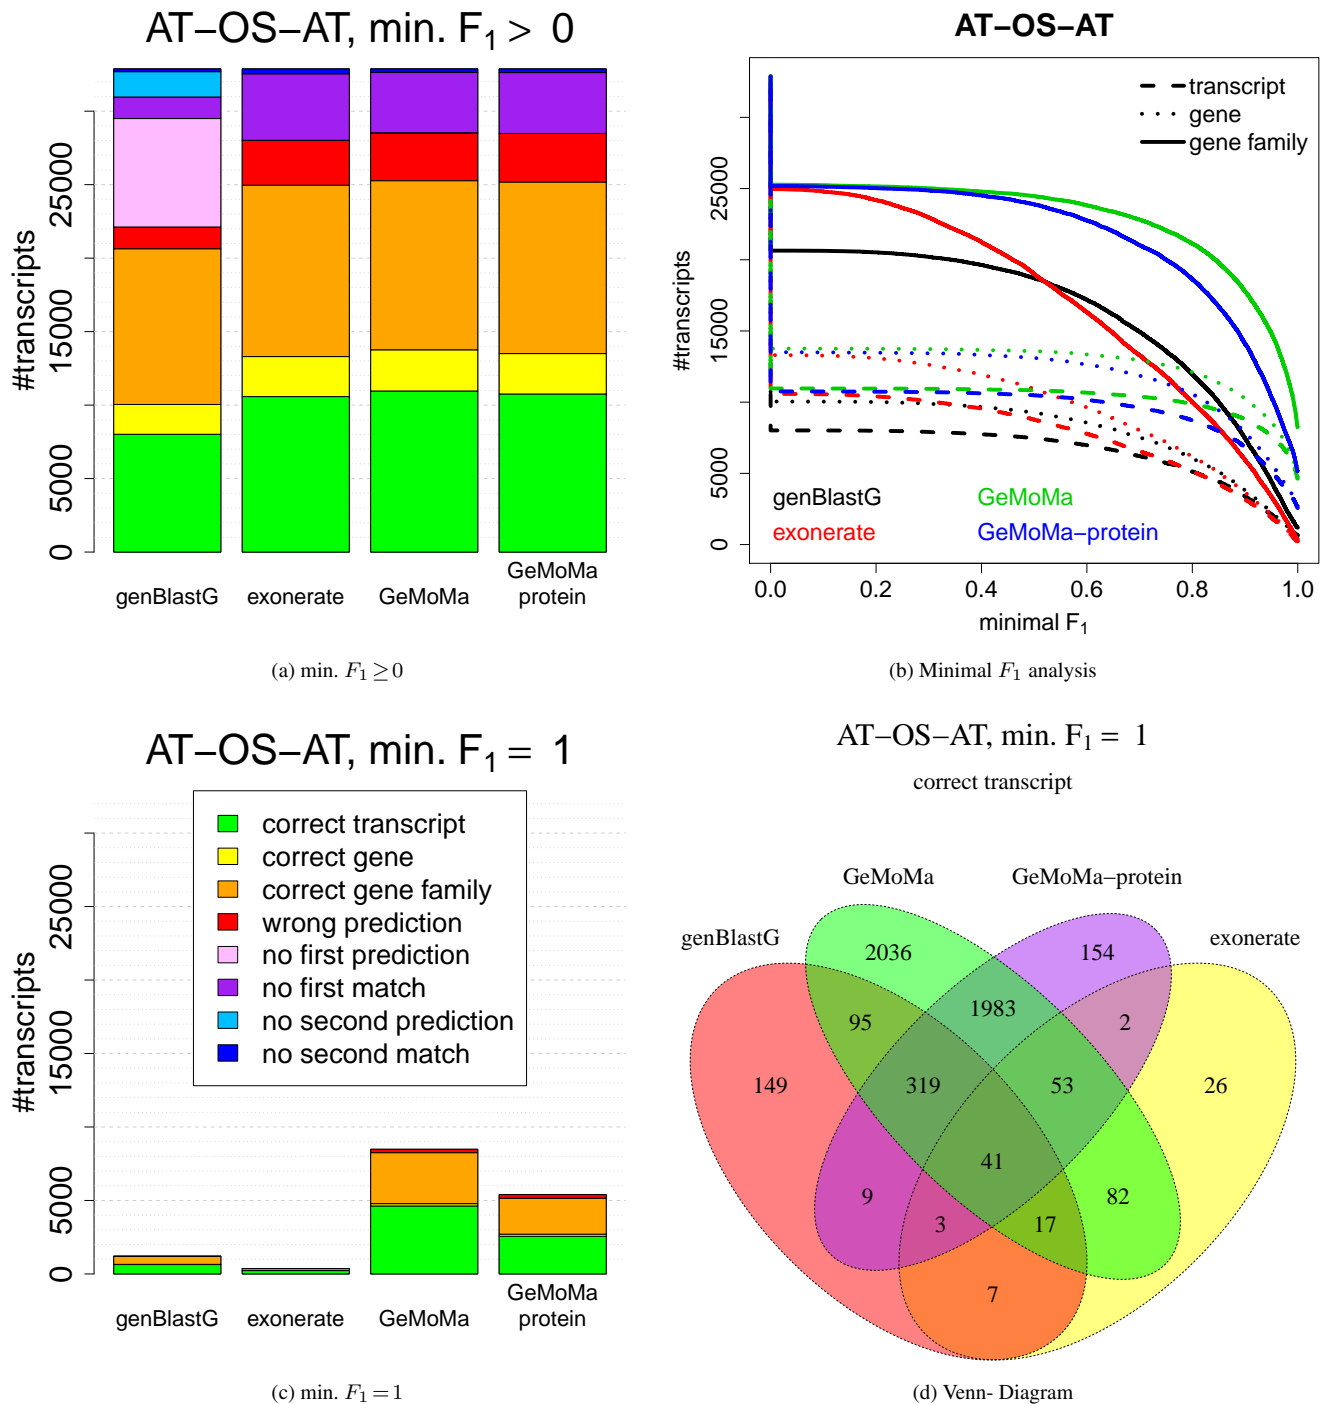 AT–OS–AT, min. F1 > 0
#transcripts
0
5000
15000
25000
genBlastG
exonerate
GeMoMa
GeMoMa
protein
(a) min. F1 ≥ 0
AT–OS–AT
transcript
gene
gene family
#transcripts
0
5000
15000
25000
genBlastG
GeMoMa
exonerate
GeMoMa–protein
0.0
0.2
0.4
0.6
0.8
1.0
minimal F1
(b) Minimal F1 analysis
AT–OS–AT, min. F1 = 1
correct transcript
correct gene
correct gene family
wrong prediction
no first prediction
no first match
no second prediction
no second match
#transcripts
0
5000
15000
25000
genBlastG
exonerate
GeMoMa
GeMoMa
protein
(c) min. F1 = 1
AT–OS–AT, min. F1 = 1
correct transcript
GeMoMa
GeMoMa–protein
genBlastG
exonerate
2036
154
95
1983
2
149
319
53
26
41
9
82
3
17
7
(d) Venn- Diagram